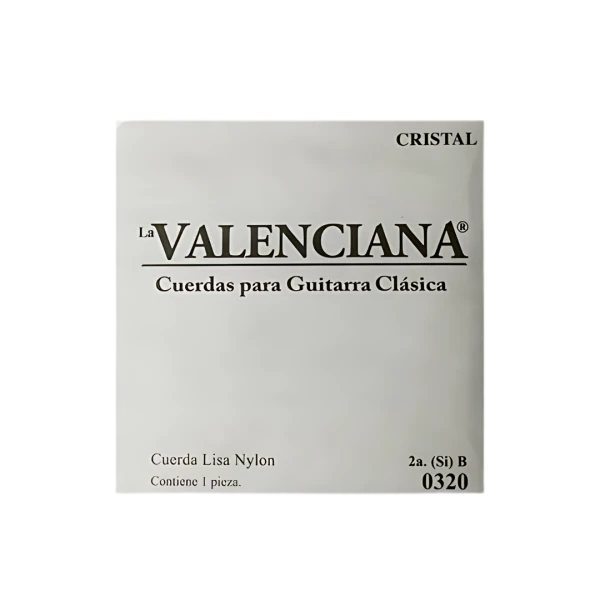 CRISTAL
La VALENCIANA®
Cuerdas para Guitarra Clásica
Cuerda Lisa Nylon
2a. (Si) B
Contiene 1 pieza.
0320